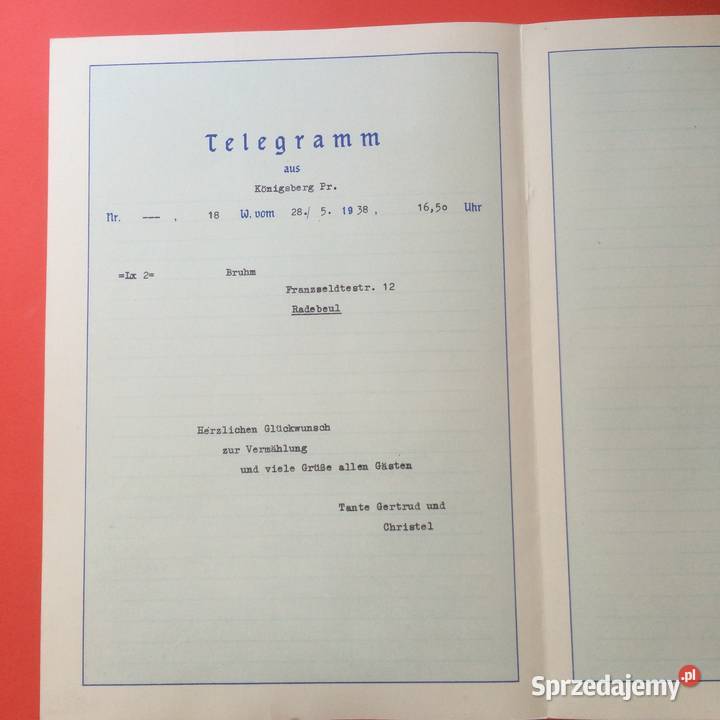 Telegramm
aus
Königsberg Pr.
Nr. ---, 18 W. vom 28./ 5. 1938, 16,50 Uhr
=Lx 2= Bruhm
Franzseldtestr. 12
Radebeul
Herzlichen Glückwunsch
zur Vermählung
und viele Grüße allen Gästen
Tante Gertrud und
Christel
Sprzedajemy.pl